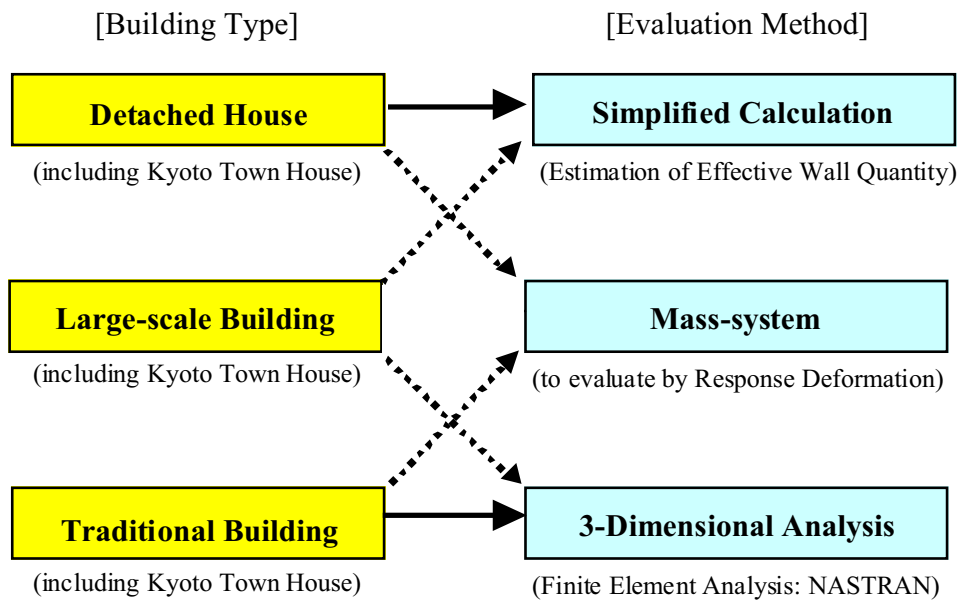 [Building Type]
[Evaluation Method]
Detached House
Simplified Calculation
(including Kyoto Town House)
(Estimation of Effective Wall Quantity)
Large-scale Building
Mass-system
(including Kyoto Town House)
(to evaluate by Response Deformation)
Traditional Building
3-Dimensional Analysis
(including Kyoto Town House)
(Finite Element Analysis: NASTRAN)